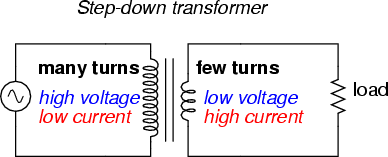 Step-down transformer
many turns
high voltage
low current
few turns
low voltage
high current
load